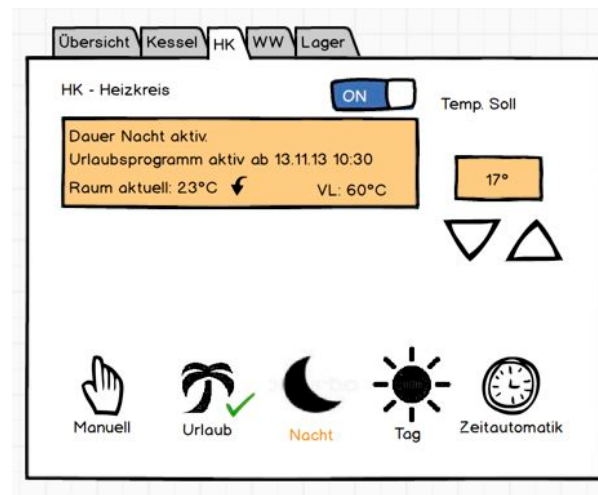 Übersicht Kessel HK WW Lager
HK - Heizkreis
ON
Temp. Soll
Dauer Nacht aktiv.
Urlaubsprogramm aktiv ab 13.11.13 10:30
Raum aktuell: 23°C VL: 60°C
17°
Manuell Urlaub Nacht Tag Zeitautomatik